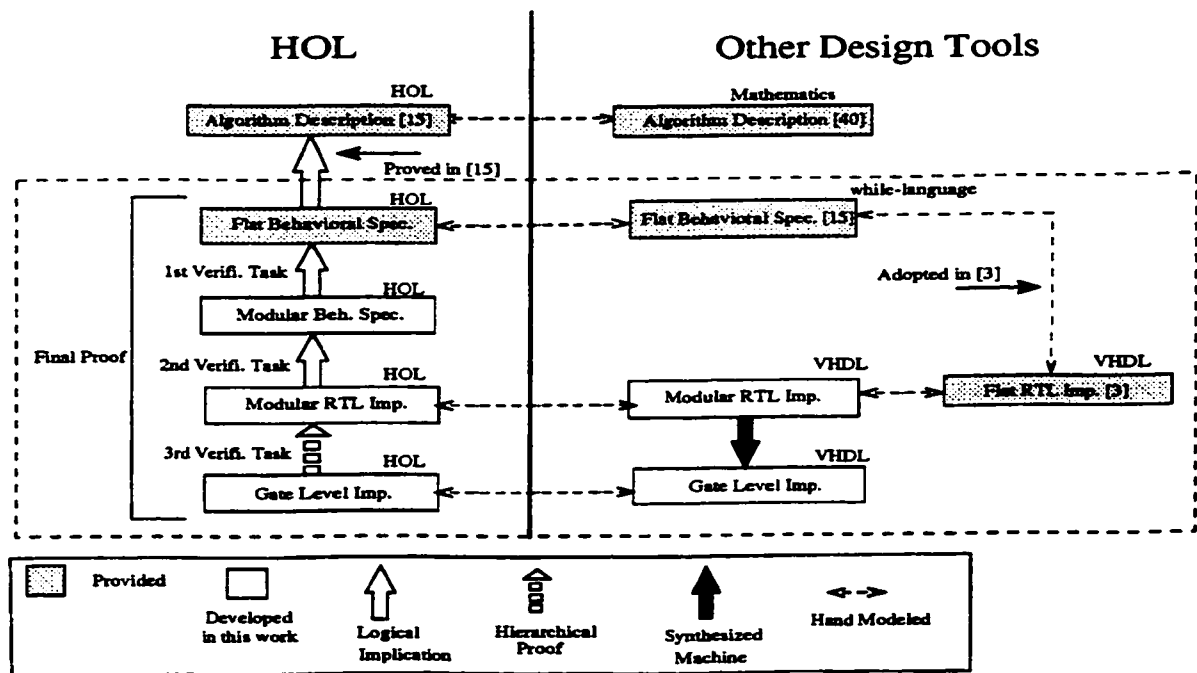 HOL
Other Design Tools
HOL
Mathematics
Algorithm Description [15]
Algorithm Description [40]
Proved in [15]
HOL
while-language
Flat Behavioral Spec.
Flat Behavioral Spec. [15]
1st Verifi. Task
HOL
Adopted in [3]
Modular Beh. Spec.
Final Proof
2nd Verifi. Task
HOL
VHDL
VHDL
Modular RTL Imp.
Modular RTL Imp.
Flat RTL Imp. [3]
3rd Verifi. Task
HOL
VHDL
Gate Level Imp.
Gate Level Imp.
Provided
Developed
in this work
Logical
Implication
Hierarchical
Proof
Synthesized
Machine
Hand Modeled